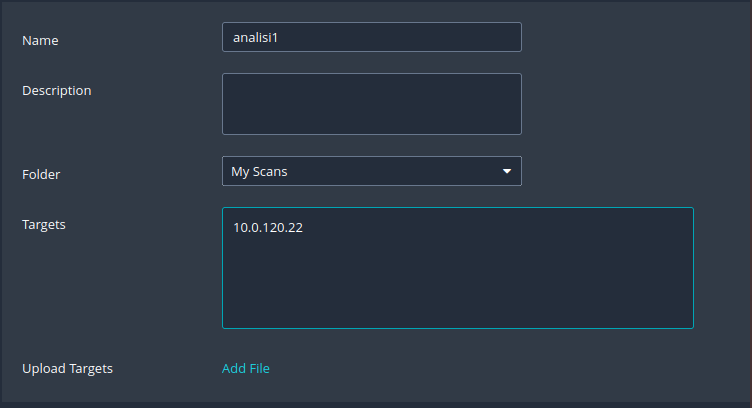 Name
analisi1
Description
Folder
My Scans
Targets
10.0.120.22
Upload Targets
Add File